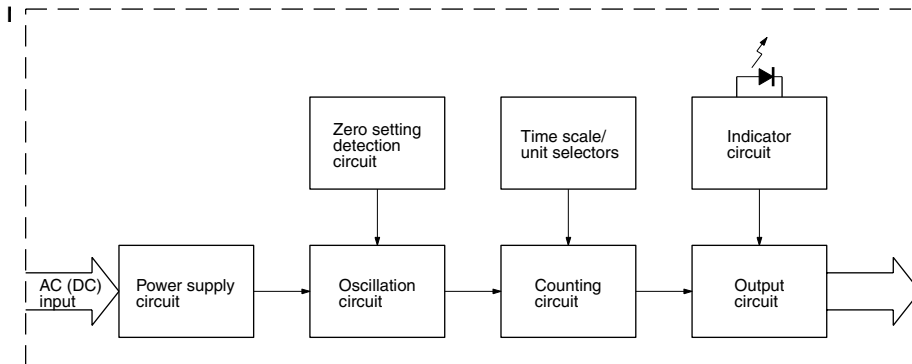 I
Zero setting
detection
circuit
Time scale/
unit selectors
Indicator
circuit
AC (DC)
input
Power supply
circuit
Oscillation
circuit
Counting
circuit
Output
circuit